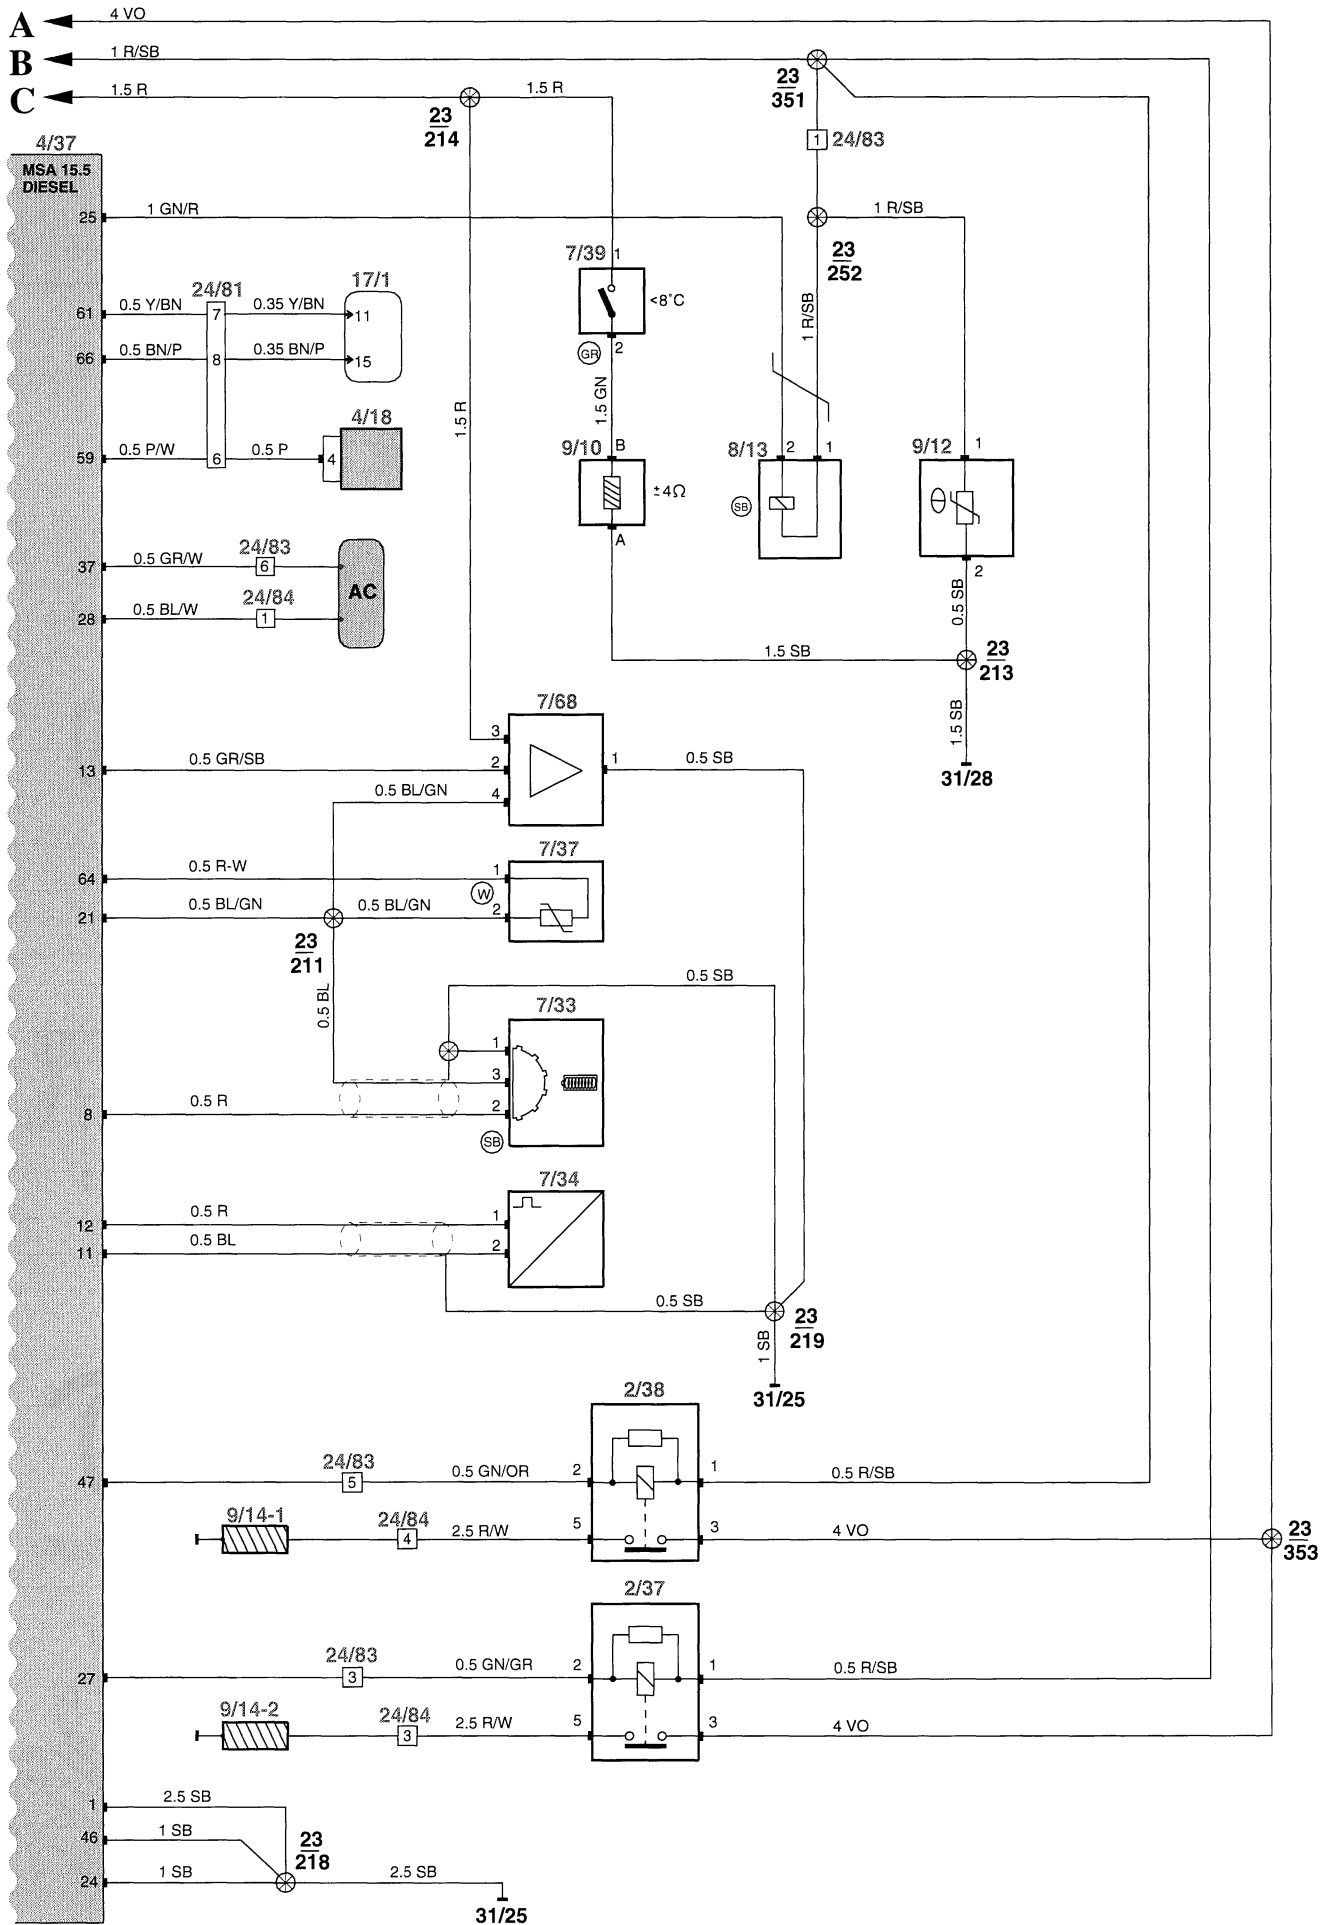 A 4 VO
B 1 R/SB
C 1.5 R
1.5 R
23
214
23
351
1 24/83
4/37
MSA 15.5
DIESEL
25 1 GN/R
1 R/SB
23
252
7/39 1
<8°C
GR 2
1.5 GN
1 R/SB
24/81
17/1
61 0.5 Y/BN 7 0.35 Y/BN 11
66 0.5 BN/P 8 0.35 BN/P 15
4/18
59 0.5 P/W 6 0.5 P 4
1.5 R
9/10 B
±4Ω
A
8/13 2 1
SB
9/12 1
2
0.5 SB
24/83
37 0.5 GR/W 6
AC
24/84
28 0.5 BL/W 1
1.5 SB
23
213
1.5 SB
31/28
7/68
3
13 0.5 GR/SB 2 1 0.5 SB
0.5 BL/GN 4
7/37
64 0.5 R-W 1
W
21 0.5 BL/GN 0.5 BL/GN 2
23
211
0.5 BL
0.5 SB
7/33
1
3
8 0.5 R 2
SB
7/34
12 0.5 R 1
11 0.5 BL 2
0.5 SB
23
219
1 SB
31/25
2/38
24/83
47 5 0.5 GN/OR 2 1 0.5 R/SB
9/14-1 24/84
4 2.5 R/W 5 3 4 VO
23
353
2/37
24/83
27 3 0.5 GN/GR 2 1 0.5 R/SB
9/14-2 24/84
3 2.5 R/W 5 3 4 VO
1 2.5 SB
46 1 SB
23
218
24 1 SB 2.5 SB
31/25